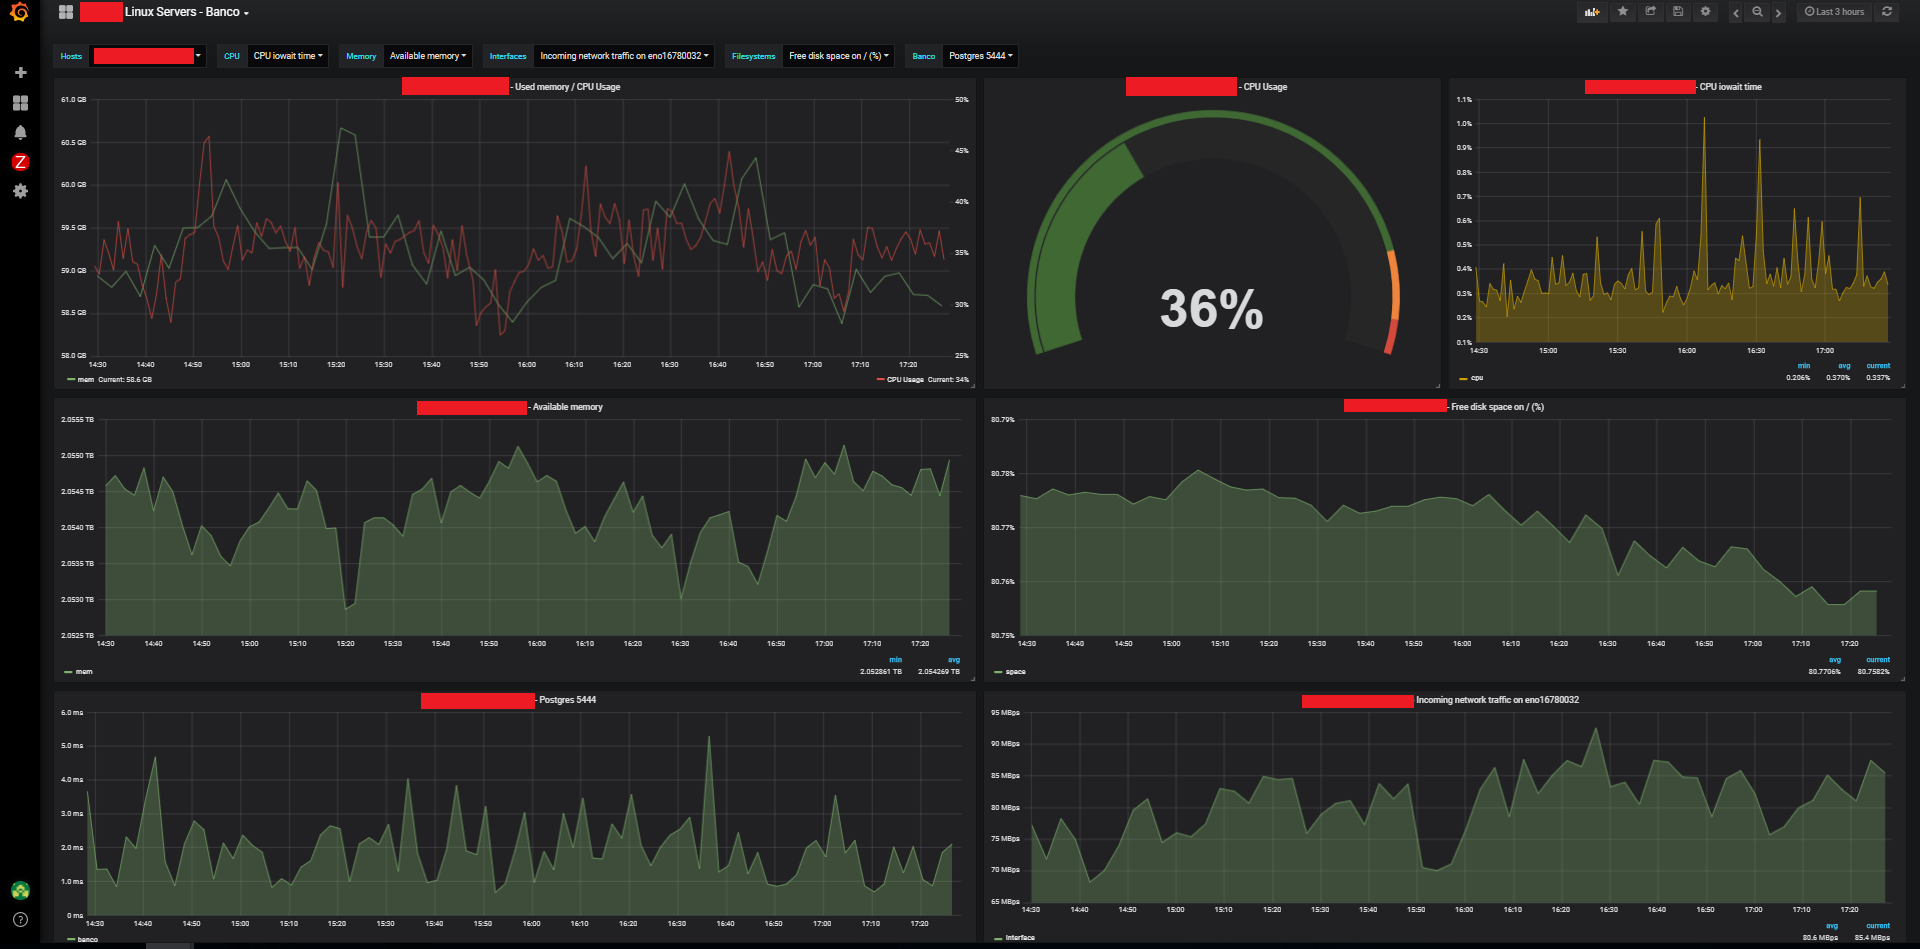 Linux Servers - Banco
Last 3 hours
Hosts CPU CPU iowait time Memory Available memory Interfaces Incoming network traffic on eno16780032 Filesystems Free disk space on / (%) Banco Postgres 5444
Z
- Used memory / CPU Usage
61.0 GB 50%
60.5 GB 45%
60.0 GB 40%
59.5 GB
59.0 GB 35%
58.5 GB 30%
58.0 GB 25%
14:30 14:40 14:50 15:00 15:10 15:20 15:30 15:40 15:50 16:00 16:10 16:20 16:30 16:40 16:50 17:00 17:10 17:20
mem Current: 58.6 GB CPU Usage Current: 34%
- CPU Usage
36%
- CPU iowait time
1.1%
1.0%
0.9%
0.8%
0.7%
0.6%
0.5%
0.4%
0.3%
0.2%
0.1%
14:30 15:00 15:30 16:00 16:30 17:00
min avg current
cpu 0.206% 0.370% 0.337%
- Available memory
2.0555 TB
2.0550 TB
2.0545 TB
2.0540 TB
2.0535 TB
2.0530 TB
2.0525 TB
14:30 14:40 14:50 15:00 15:10 15:20 15:30 15:40 15:50 16:00 16:10 16:20 16:30 16:40 16:50 17:00 17:10 17:20
min avg
mem 2.052861 TB 2.054269 TB
- Free disk space on / (%)
80.79%
80.78%
80.77%
80.76%
80.75%
14:30 14:40 14:50 15:00 15:10 15:20 15:30 15:40 15:50 16:00 16:10 16:20 16:30 16:40 16:50 17:00 17:10 17:20
avg current
space 80.7706% 80.7582%
- Postgres 5444
6.0 ms
5.0 ms
4.0 ms
3.0 ms
2.0 ms
1.0 ms
0 ms
14:30 14:40 14:50 15:00 15:10 15:20 15:30 15:40 15:50 16:00 16:10 16:20 16:30 16:40 16:50 17:00 17:10 17:20
banco
Incoming network traffic on eno16780032
95 MBps
90 MBps
85 MBps
80 MBps
75 MBps
70 MBps
65 MBps
14:30 14:40 14:50 15:00 15:10 15:20 15:30 15:40 15:50 16:00 16:10 16:20 16:30 16:40 16:50 17:00 17:10 17:20
avg current
interface 80.6 MBps 85.4 MBps